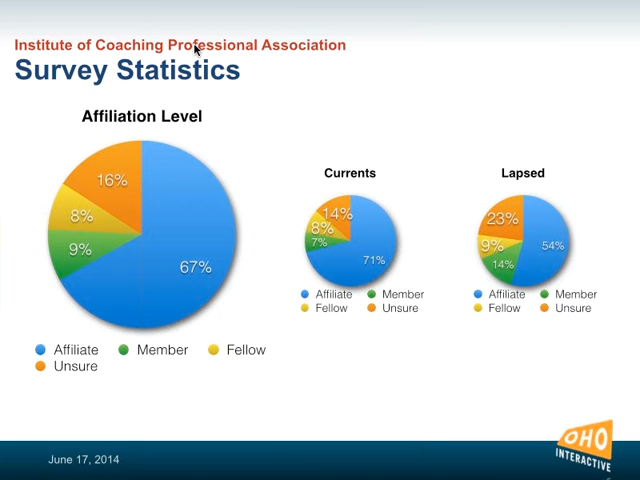 Institute of Coaching Professional Association
Survey Statistics
Affiliation Level
16%
8%
9%
67%
Affiliate Member Fellow
Unsure
Currents
14%
8%
7%
71%
Affiliate Member
Fellow Unsure
Lapsed
23%
9%
14%
54%
Affiliate Member
Fellow Unsure
June 17, 2014
OHO
INTERACTIVE